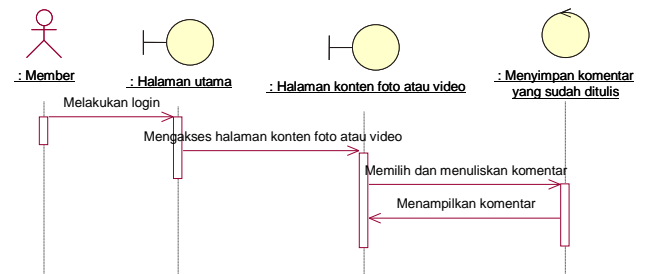 : Member
: Halaman utama
: Halaman konten foto atau video
: Menyimpan komentar
yang sudah ditulis
Melakukan login
Mengakses halaman konten foto atau video
Memilih dan menuliskan komentar
Menampilkan komentar